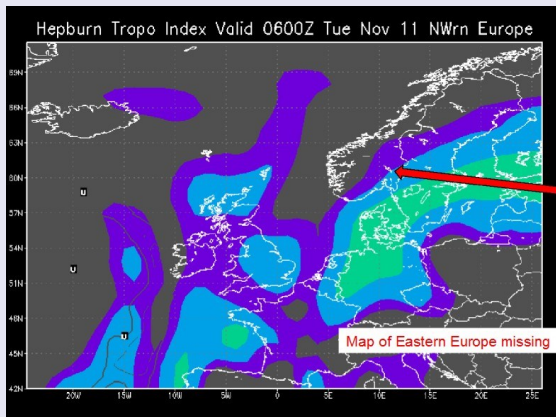 Hepburn Tropo Index Valid 0600Z Tue Nov 11 NWrn Europe
69N
66N
63N
60N
57N
54N
51N
48N
45N
42N
U
U
U
Map of Eastern Europe missing
20W 15W 10W 5W 0 5E 10E 15E 20E 25E